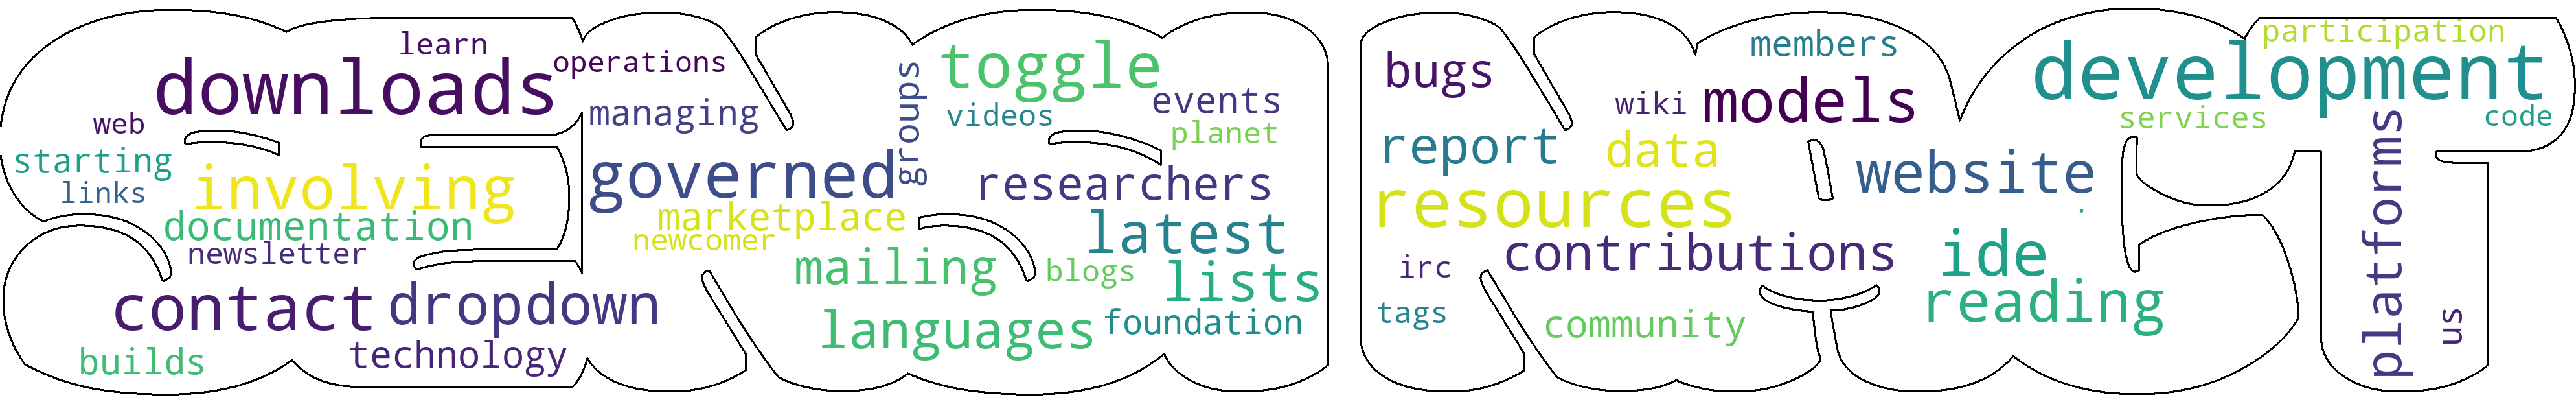 learn
downloads
operations
web
managing
starting
links
involving
documentation
newsletter
contact
dropdown
builds
technology
governed
groups
marketplace
newcomer
toggle
videos
events
planet
researchers
latest
mailing
blogs
lists
languages
foundation
bugs
members
wiki
models
report
data
resources
website
contributions
irc
ide
tags
community
reading
participation
development
services
code
platforms
us